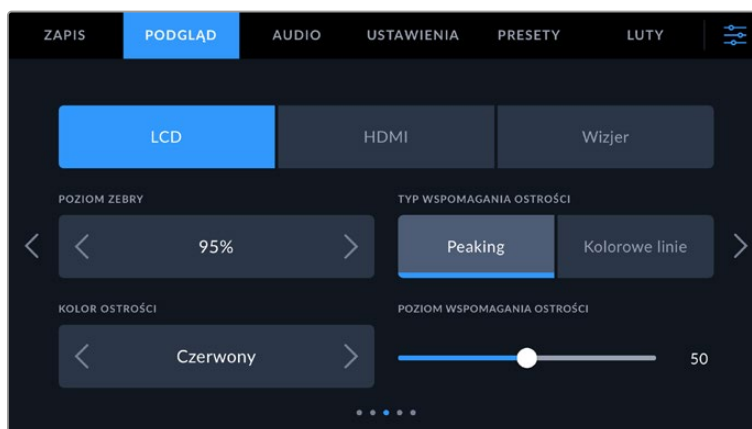 ZAPIS PODGLĄD AUDIO USTAWIENIA PRESETY LUTY
LCD HDMI Wizjer
POZIOM ZEBRY TYP WSPOMAGANIA OSTROŚCI
95% Peaking Kolorowe linie
KOLOR OSTROŚCI POZIOM WSPOMAGANIA OSTROŚCI
Czerwony 50